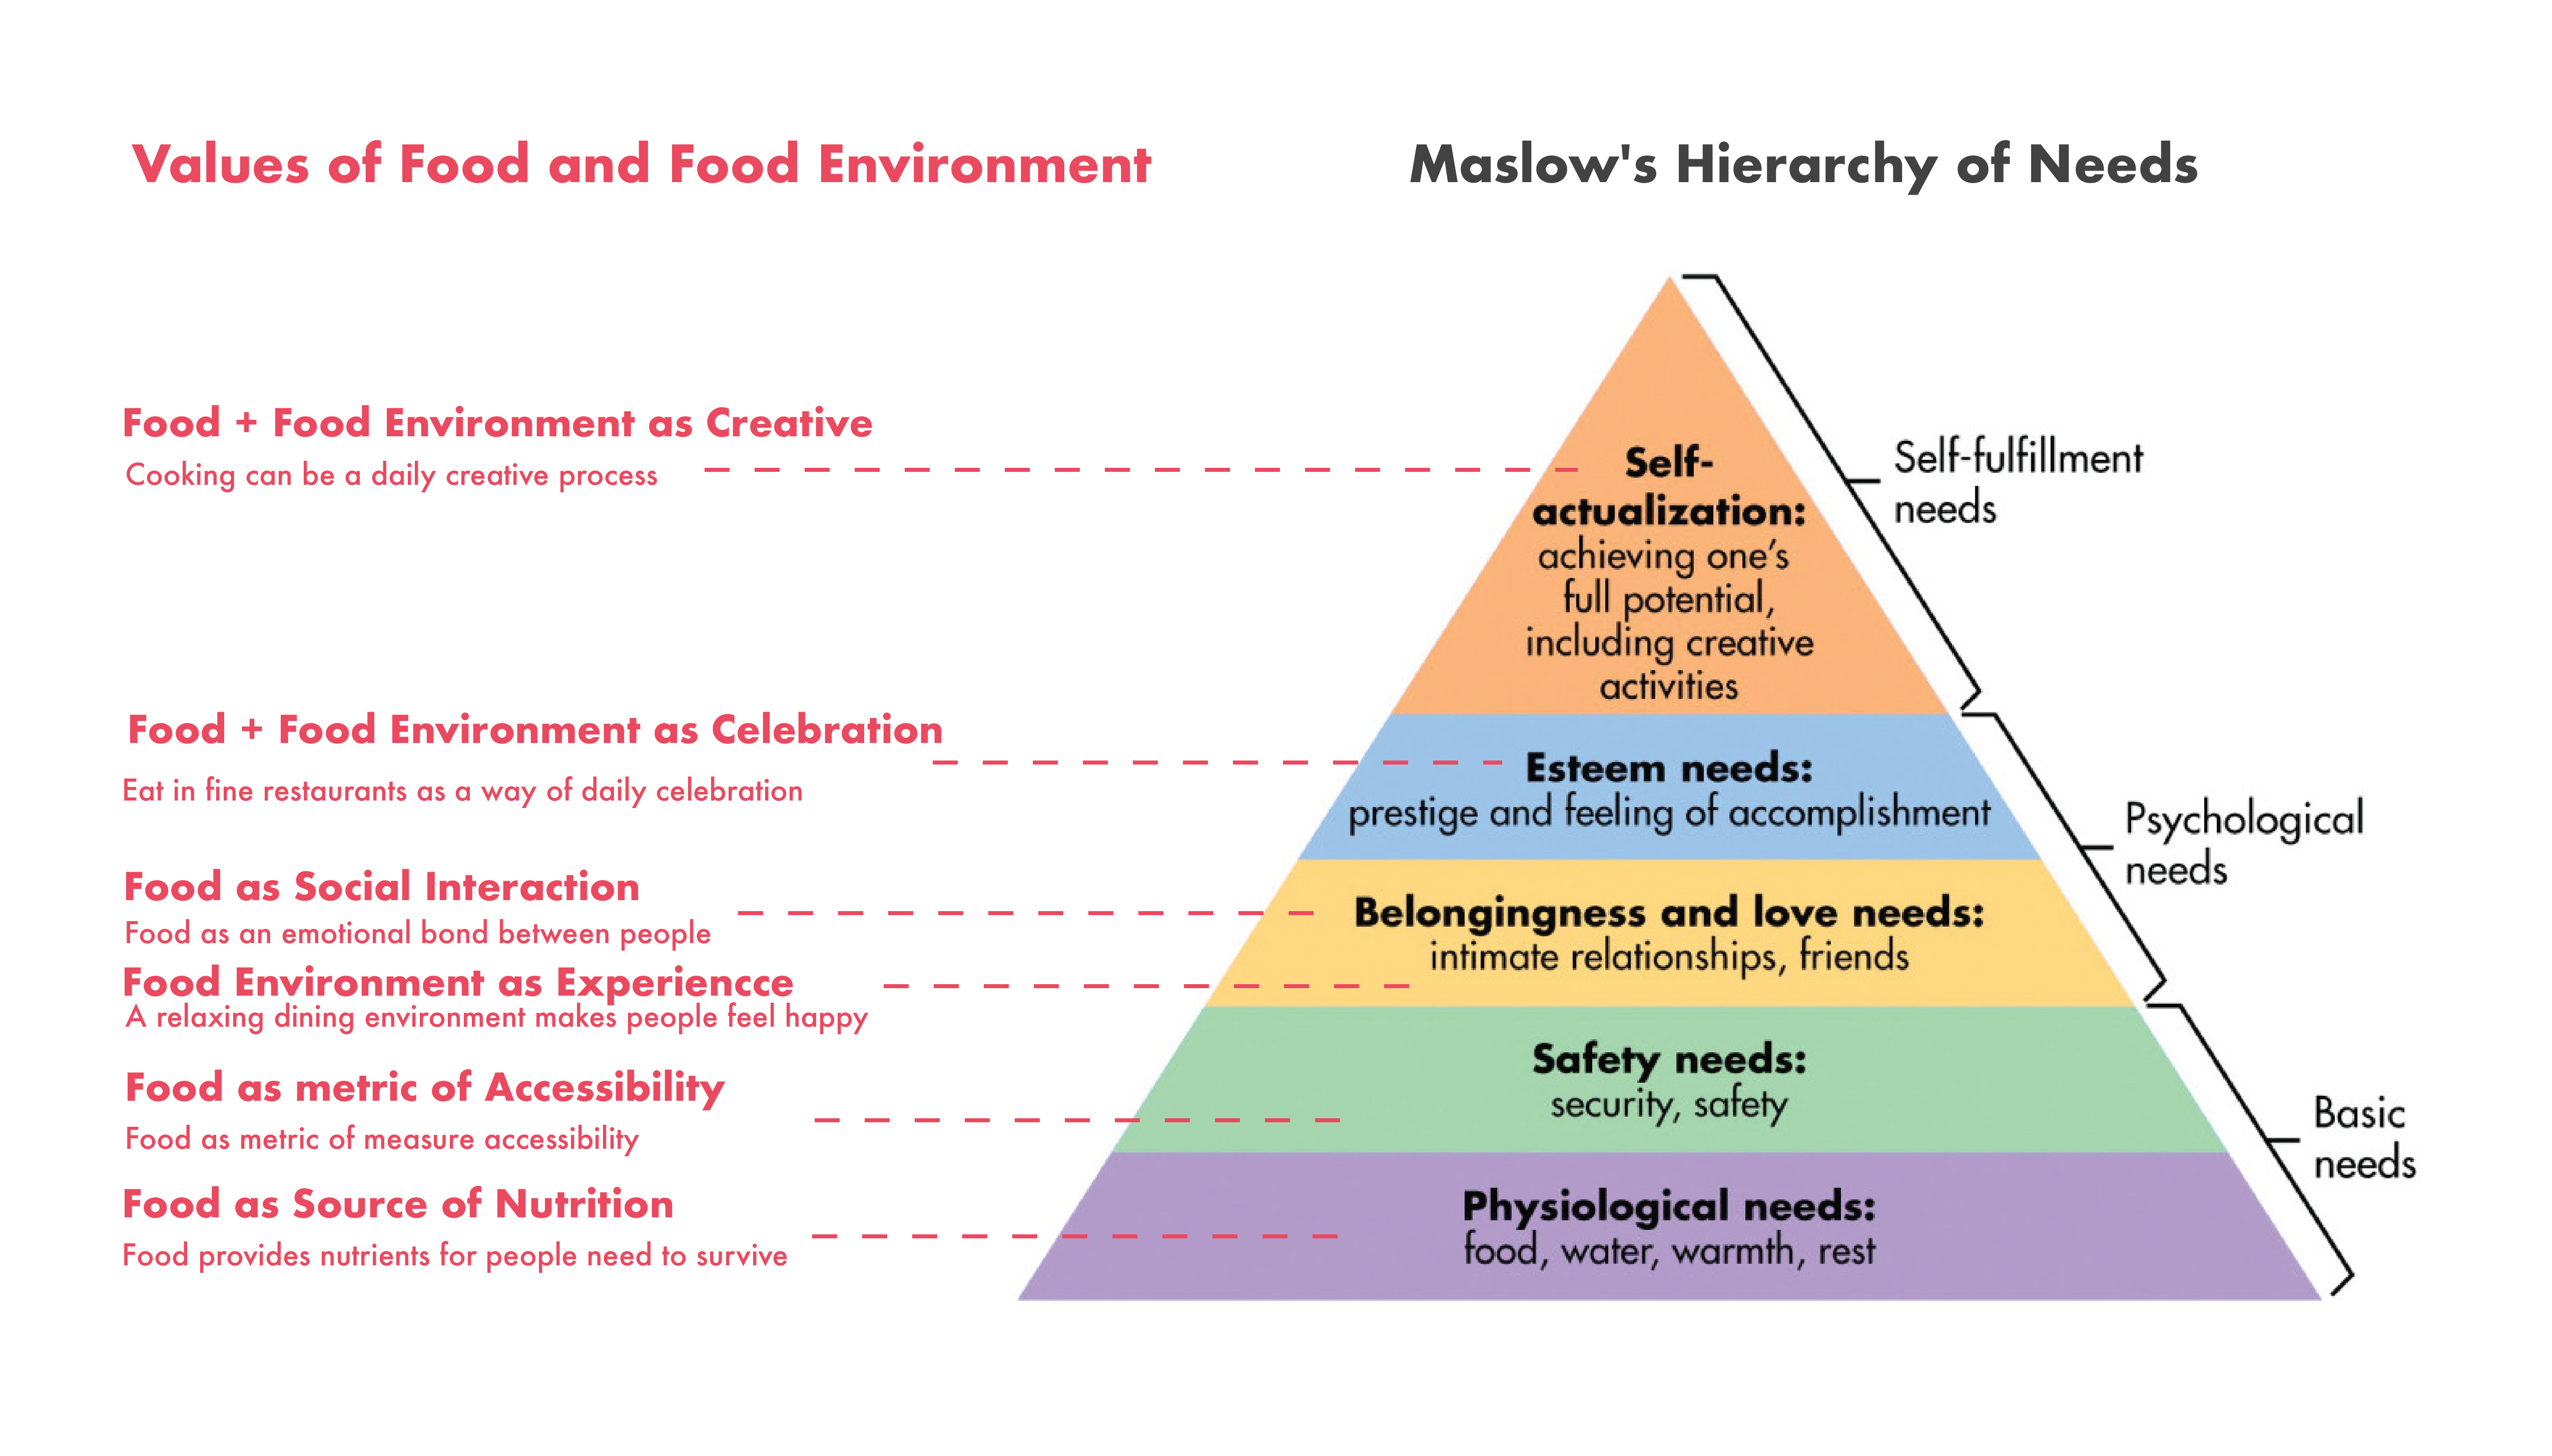 Values of Food and Food Environment
Maslow's Hierarchy of Needs
Food + Food Environment as Creative
Cooking can be a daily creative process
Food + Food Environment as Celebration
Eat in fine restaurants as a way of daily celebration
Food as Social Interaction
Food as an emotional bond between people
Food Environment as Experiencce
A relaxing dining environment makes people feel happy
Food as metric of Accessibility
Food as metric of measure accessibility
Food as Source of Nutrition
Food provides nutrients for people need to survive
Self-
actualization:
achieving one’s
full potential,
including creative
activities
Esteem needs:
prestige and feeling of accomplishment
Belongingness and love needs:
intimate relationships, friends
Safety needs:
security, safety
Physiological needs:
food, water, warmth, rest
Self-fulfillment
needs
Psychological
needs
Basic
needs